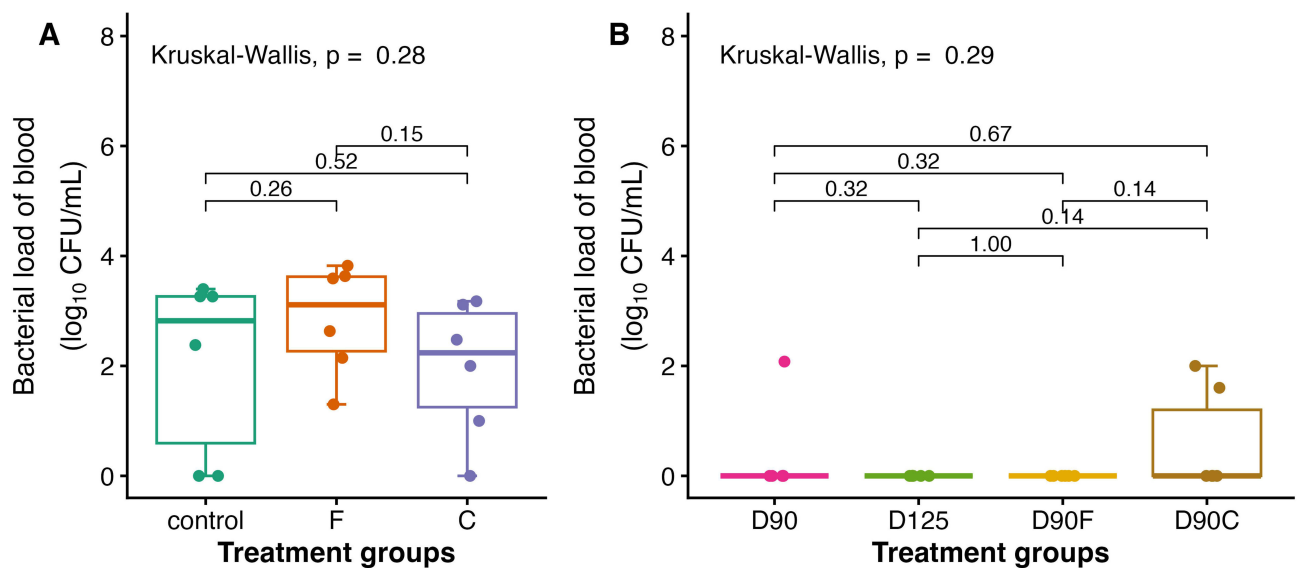 A
Kruskal-Wallis, p = 0.28
8
6
4
2
0
Bacterial load of blood
(log10 CFU/mL)
0.15
0.52
0.26
control
F
C
Treatment groups
B
Kruskal-Wallis, p = 0.29
8
6
4
2
0
Bacterial load of blood
(log10 CFU/mL)
0.67
0.32
0.32
0.14
0.14
1.00
D90
D125
D90F
D90C
Treatment groups